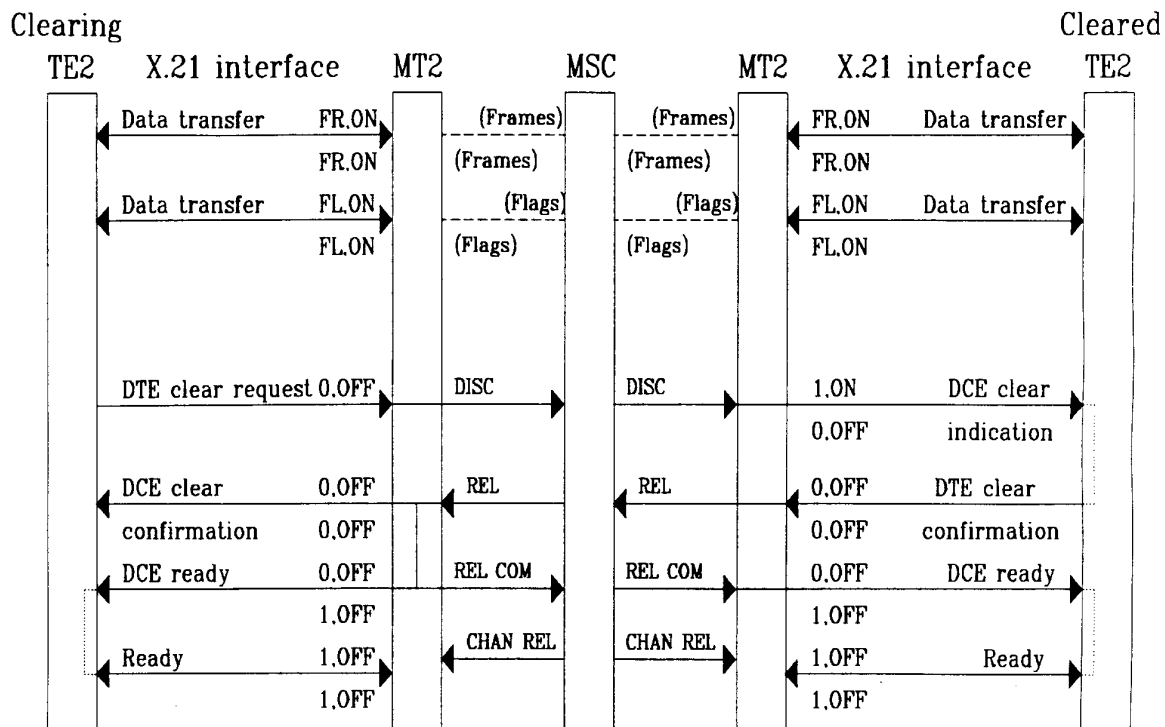 Clearing Cleared
TE2 X.21 interface MT2 MSC MT2 X.21 interface TE2
Data transfer FR.ON (Frames) (Frames) FR.ON Data transfer
FR.ON (Frames) (Frames) FR.ON
Data transfer FL.ON (Flags) (Flags) FL.ON Data transfer
FL.ON (Flags) (Flags) FL.ON
DTE clear request 0.OFF DISC DISC 1.ON DCE clear
0.OFF indication
DCE clear 0.OFF REL REL 0.OFF DTE clear
confirmation 0.OFF 0.OFF confirmation
DCE ready 0.OFF REL COM REL COM 0.OFF DCE ready
1.OFF 1.OFF
Ready 1.OFF CHAN REL CHAN REL 1.OFF Ready
1.OFF 1.OFF